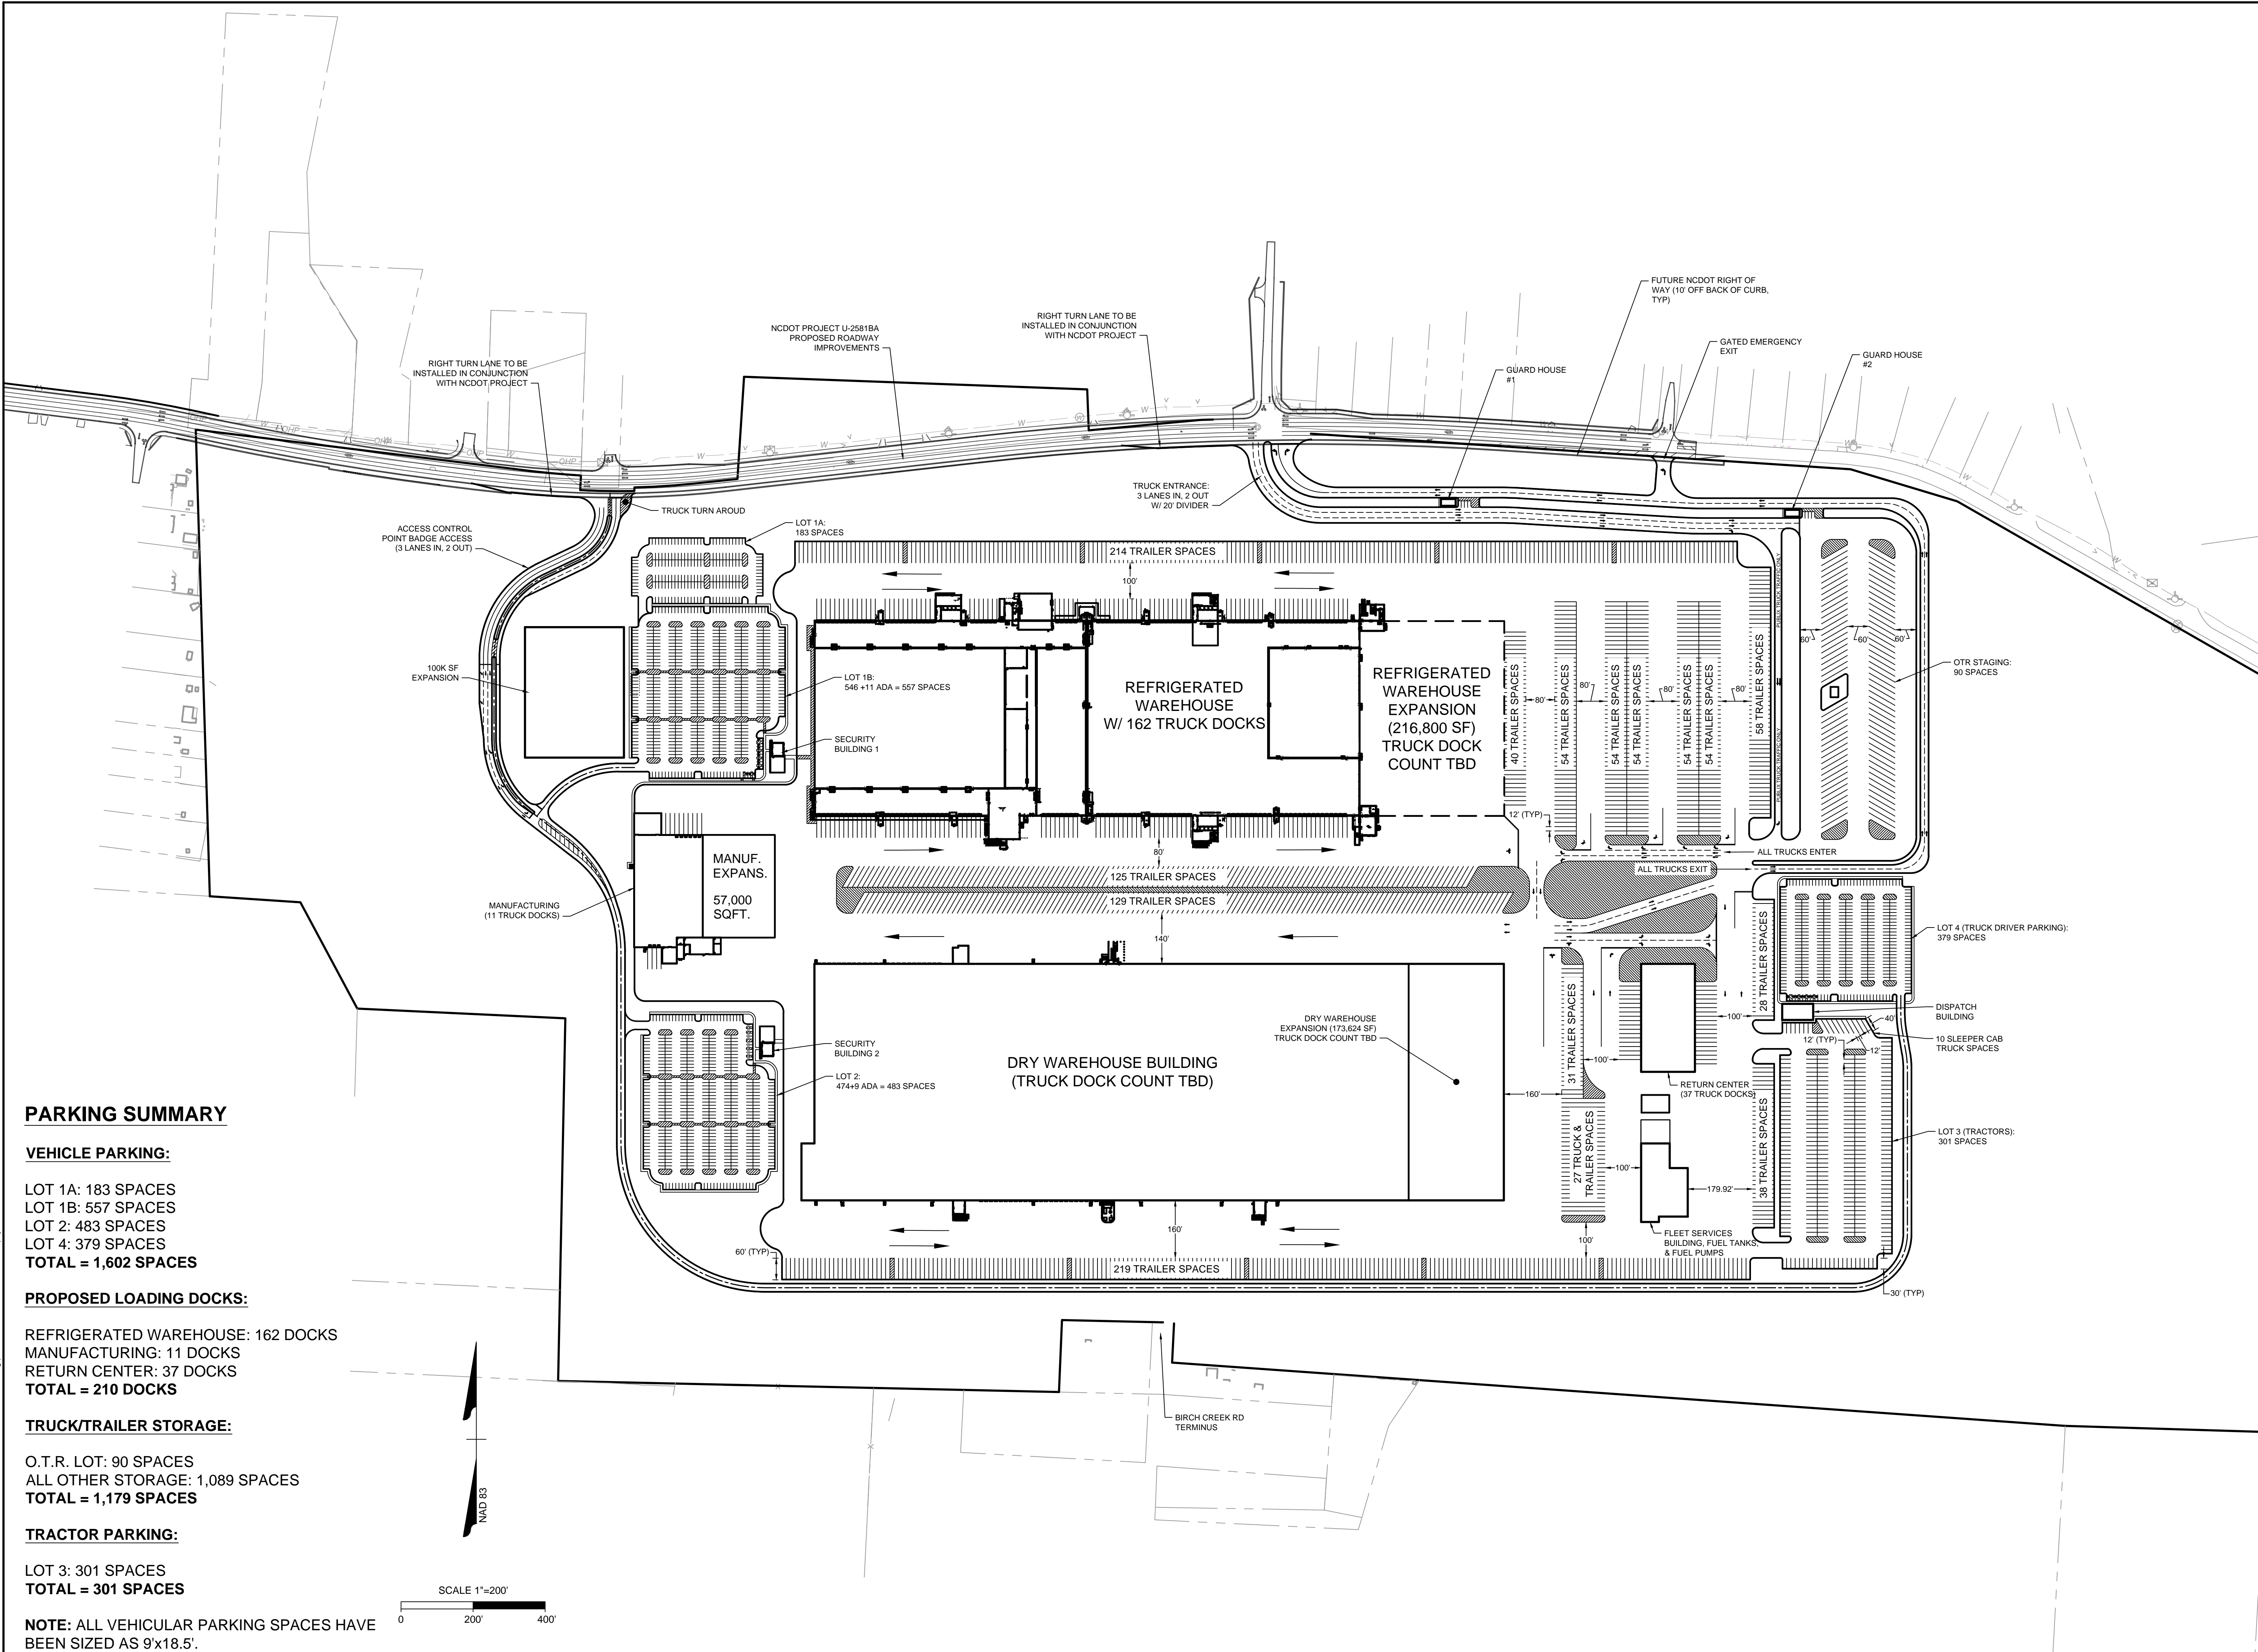 FUTURE NCDOT RIGHT OF
WAY (10' OFF BACK OF CURB,
TYP)
NCDOT PROJECT U-2581BA
PROPOSED ROADWAY
IMPROVEMENTS
RIGHT TURN LANE TO BE
INSTALLED IN CONJUNCTION
WITH NCDOT PROJECT
GATED EMERGENCY
EXIT
GUARD HOUSE
#2
RIGHT TURN LANE TO BE
INSTALLED IN CONJUNCTION
WITH NCDOT PROJECT
GUARD HOUSE
#1
OHP
W
OHP
OHP
W
OHP
W
W
W
W
W
W
W
W
TRUCK ENTRANCE:
3 LANES IN, 2 OUT
W/ 20' DIVIDER
TRUCK TURN AROUD
ACCESS CONTROL
POINT BADGE ACCESS
(3 LANES IN, 2 OUT)
LOT 1A:
183 SPACES
214 TRAILER SPACES
100'
100K SF
EXPANSION
LOT 1B:
546 +11 ADA = 557 SPACES
SECURITY
BUILDING 1
REFRIGERATED
WAREHOUSE
W/ 162 TRUCK DOCKS
REFRIGERATED
WAREHOUSE
EXPANSION
(216,800 SF)
TRUCK DOCK
COUNT TBD
40 TRAILER SPACES
80'
54 TRAILER SPACES
80'
54 TRAILER SPACES
54 TRAILER SPACES
80'
54 TRAILER SPACES
54 TRAILER SPACES
80'
58 TRAILER SPACES
PUBLIX TRUCK TRAFFIC ONLY
PUBLIX TRUCK TRAFFIC ONLY
60'
60'
60'
OTR STAGING:
90 SPACES
12' (TYP)
80'
ALL TRUCKS ENTER
ALL TRUCKS EXIT
125 TRAILER SPACES
129 TRAILER SPACES
140'
MANUF.
EXPANS.
57,000
SQFT.
MANUFACTURING
(11 TRUCK DOCKS)
LOT 4 (TRUCK DRIVER PARKING):
379 SPACES
28 TRAILER SPACES
100'
DISPATCH
BUILDING
40'
12' (TYP)
12'
10 SLEEPER CAB
TRUCK SPACES
31 TRAILER SPACES
100'
RETURN CENTER
(37 TRUCK DOCKS)
DRY WAREHOUSE
EXPANSION (173,624 SF)
TRUCK DOCK COUNT TBD
DRY WAREHOUSE BUILDING
(TRUCK DOCK COUNT TBD)
160'
SECURITY
BUILDING 2
LOT 2:
474+9 ADA = 483 SPACES
27 TRUCK &
TRAILER SPACES
100'
179.92'
38 TRAILER SPACES
LOT 3 (TRACTORS):
301 SPACES
FLEET SERVICES
BUILDING, FUEL TANKS,
& FUEL PUMPS
100'
160'
60' (TYP)
219 TRAILER SPACES
30' (TYP)
BIRCH CREEK RD
TERMINUS
PARKING SUMMARY
VEHICLE PARKING:
LOT 1A: 183 SPACES
LOT 1B: 557 SPACES
LOT 2: 483 SPACES
LOT 4: 379 SPACES
TOTAL = 1,602 SPACES
PROPOSED LOADING DOCKS:
REFRIGERATED WAREHOUSE: 162 DOCKS
MANUFACTURING: 11 DOCKS
RETURN CENTER: 37 DOCKS
TOTAL = 210 DOCKS
TRUCK/TRAILER STORAGE:
O.T.R. LOT: 90 SPACES
ALL OTHER STORAGE: 1,089 SPACES
TOTAL = 1,179 SPACES
TRACTOR PARKING:
LOT 3: 301 SPACES
TOTAL = 301 SPACES
NOTE: ALL VEHICULAR PARKING SPACES HAVE
BEEN SIZED AS 9'x18.5'.
NAD 83
SCALE 1"=200'
0 200' 400'